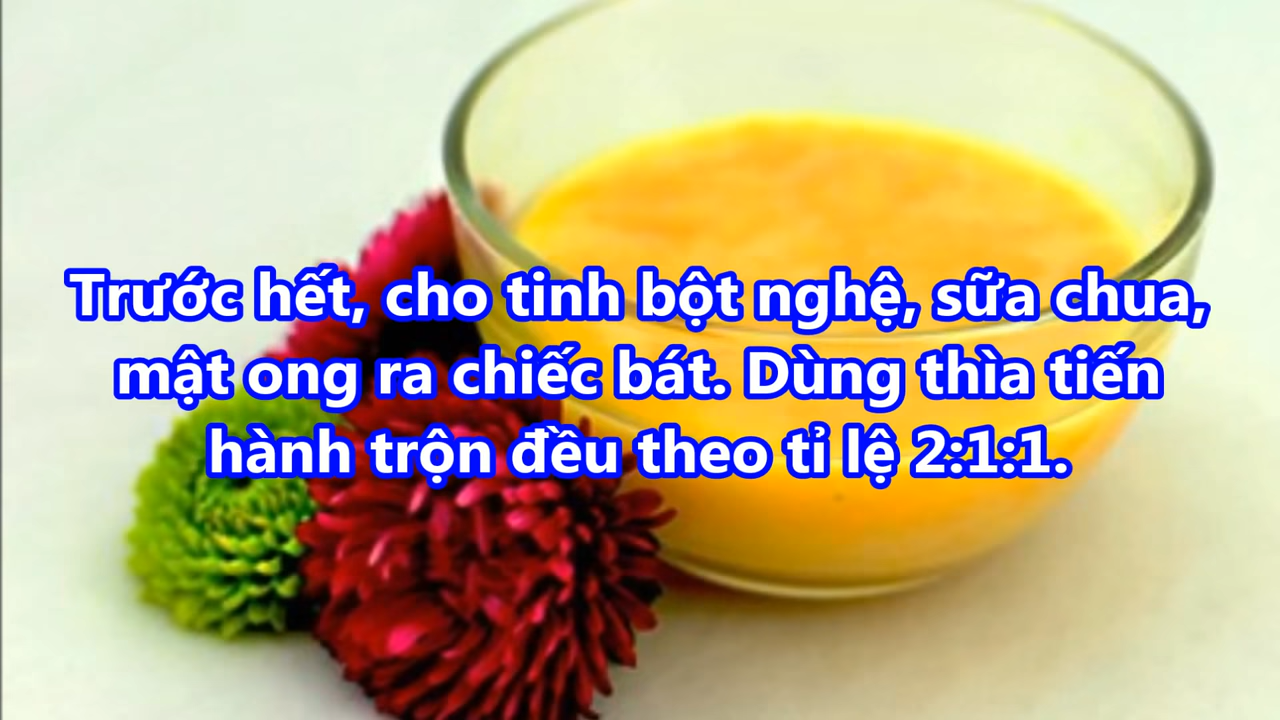 Trước hết, cho tinh bột nghệ, sữa chua,
mật ong ra chiếc bát. Dùng thìa tiến
hành trộn đều theo tỉ lệ 2:1:1.